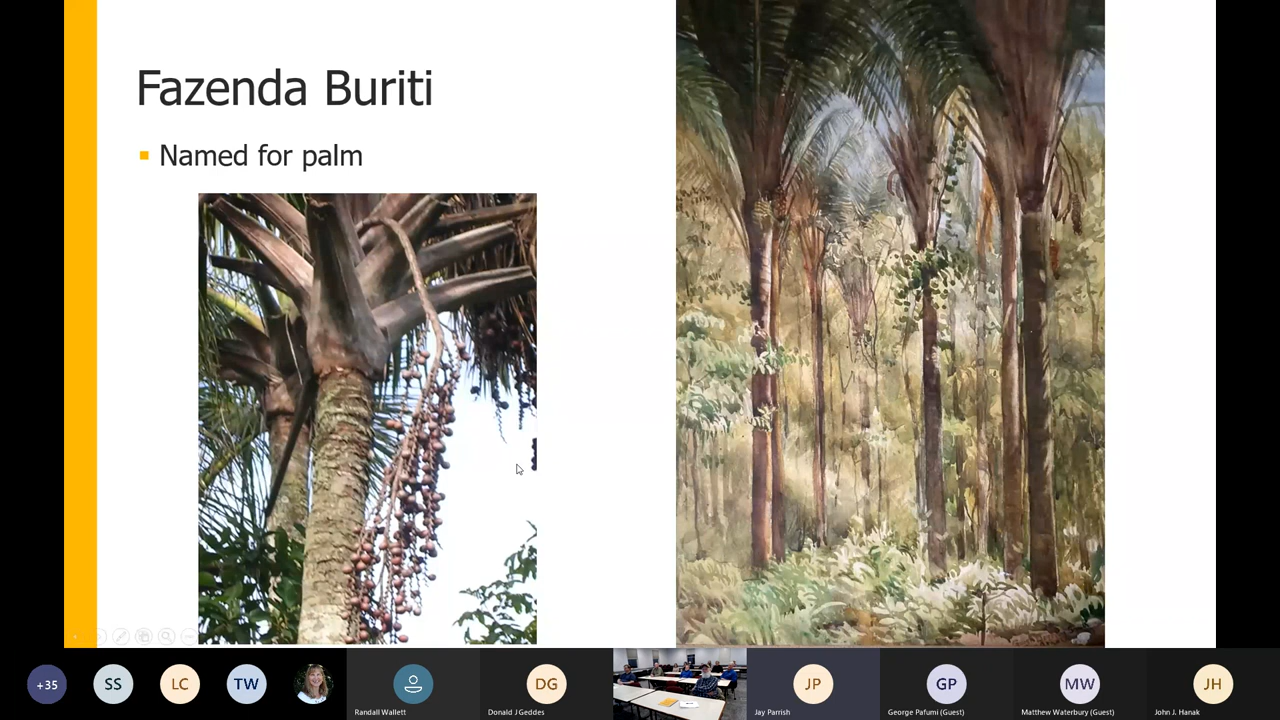 Fazenda Buriti
Named for palm
+35
SS
LC
TW
Randall Wallett
DG
Donald J Geddes
JP
Jay Parrish
GP
George Pafumi (Guest)
MW
Matthew Waterbury (Guest)
JH
John J. Hanak